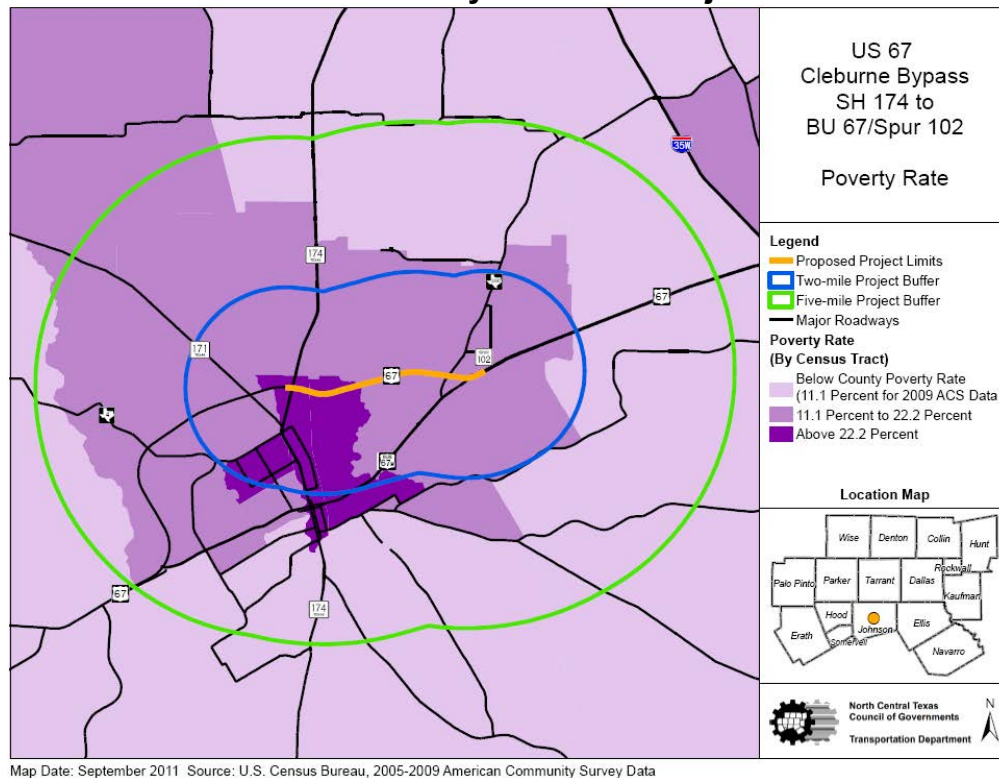 US 67
Cleburne Bypass
SH 174 to
BU 67/Spur 102
Poverty Rate
35W
174
TEXAS
171
TEXAS
67
102
67
67
67
174
TEXAS
Legend
Proposed Project Limits
Two-mile Project Buffer
Five-mile Project Buffer
Major Roadways
Poverty Rate
(By Census Tract)
Below County Poverty Rate
(11.1 Percent for 2009 ACS Data
11.1 Percent to 22.2 Percent
Above 22.2 Percent
Location Map
Wise
Denton
Collin
Hunt
Palo Pinto
Parker
Tarrant
Dallas
Rockwall
Kaufman
Hood
Johnson
Ellis
Erath
Somervell
Navarro
North Central Texas
Council of Governments
Transportation Department
N
Map Date: September 2011 Source: U.S. Census Bureau, 2005-2009 American Community Survey Data